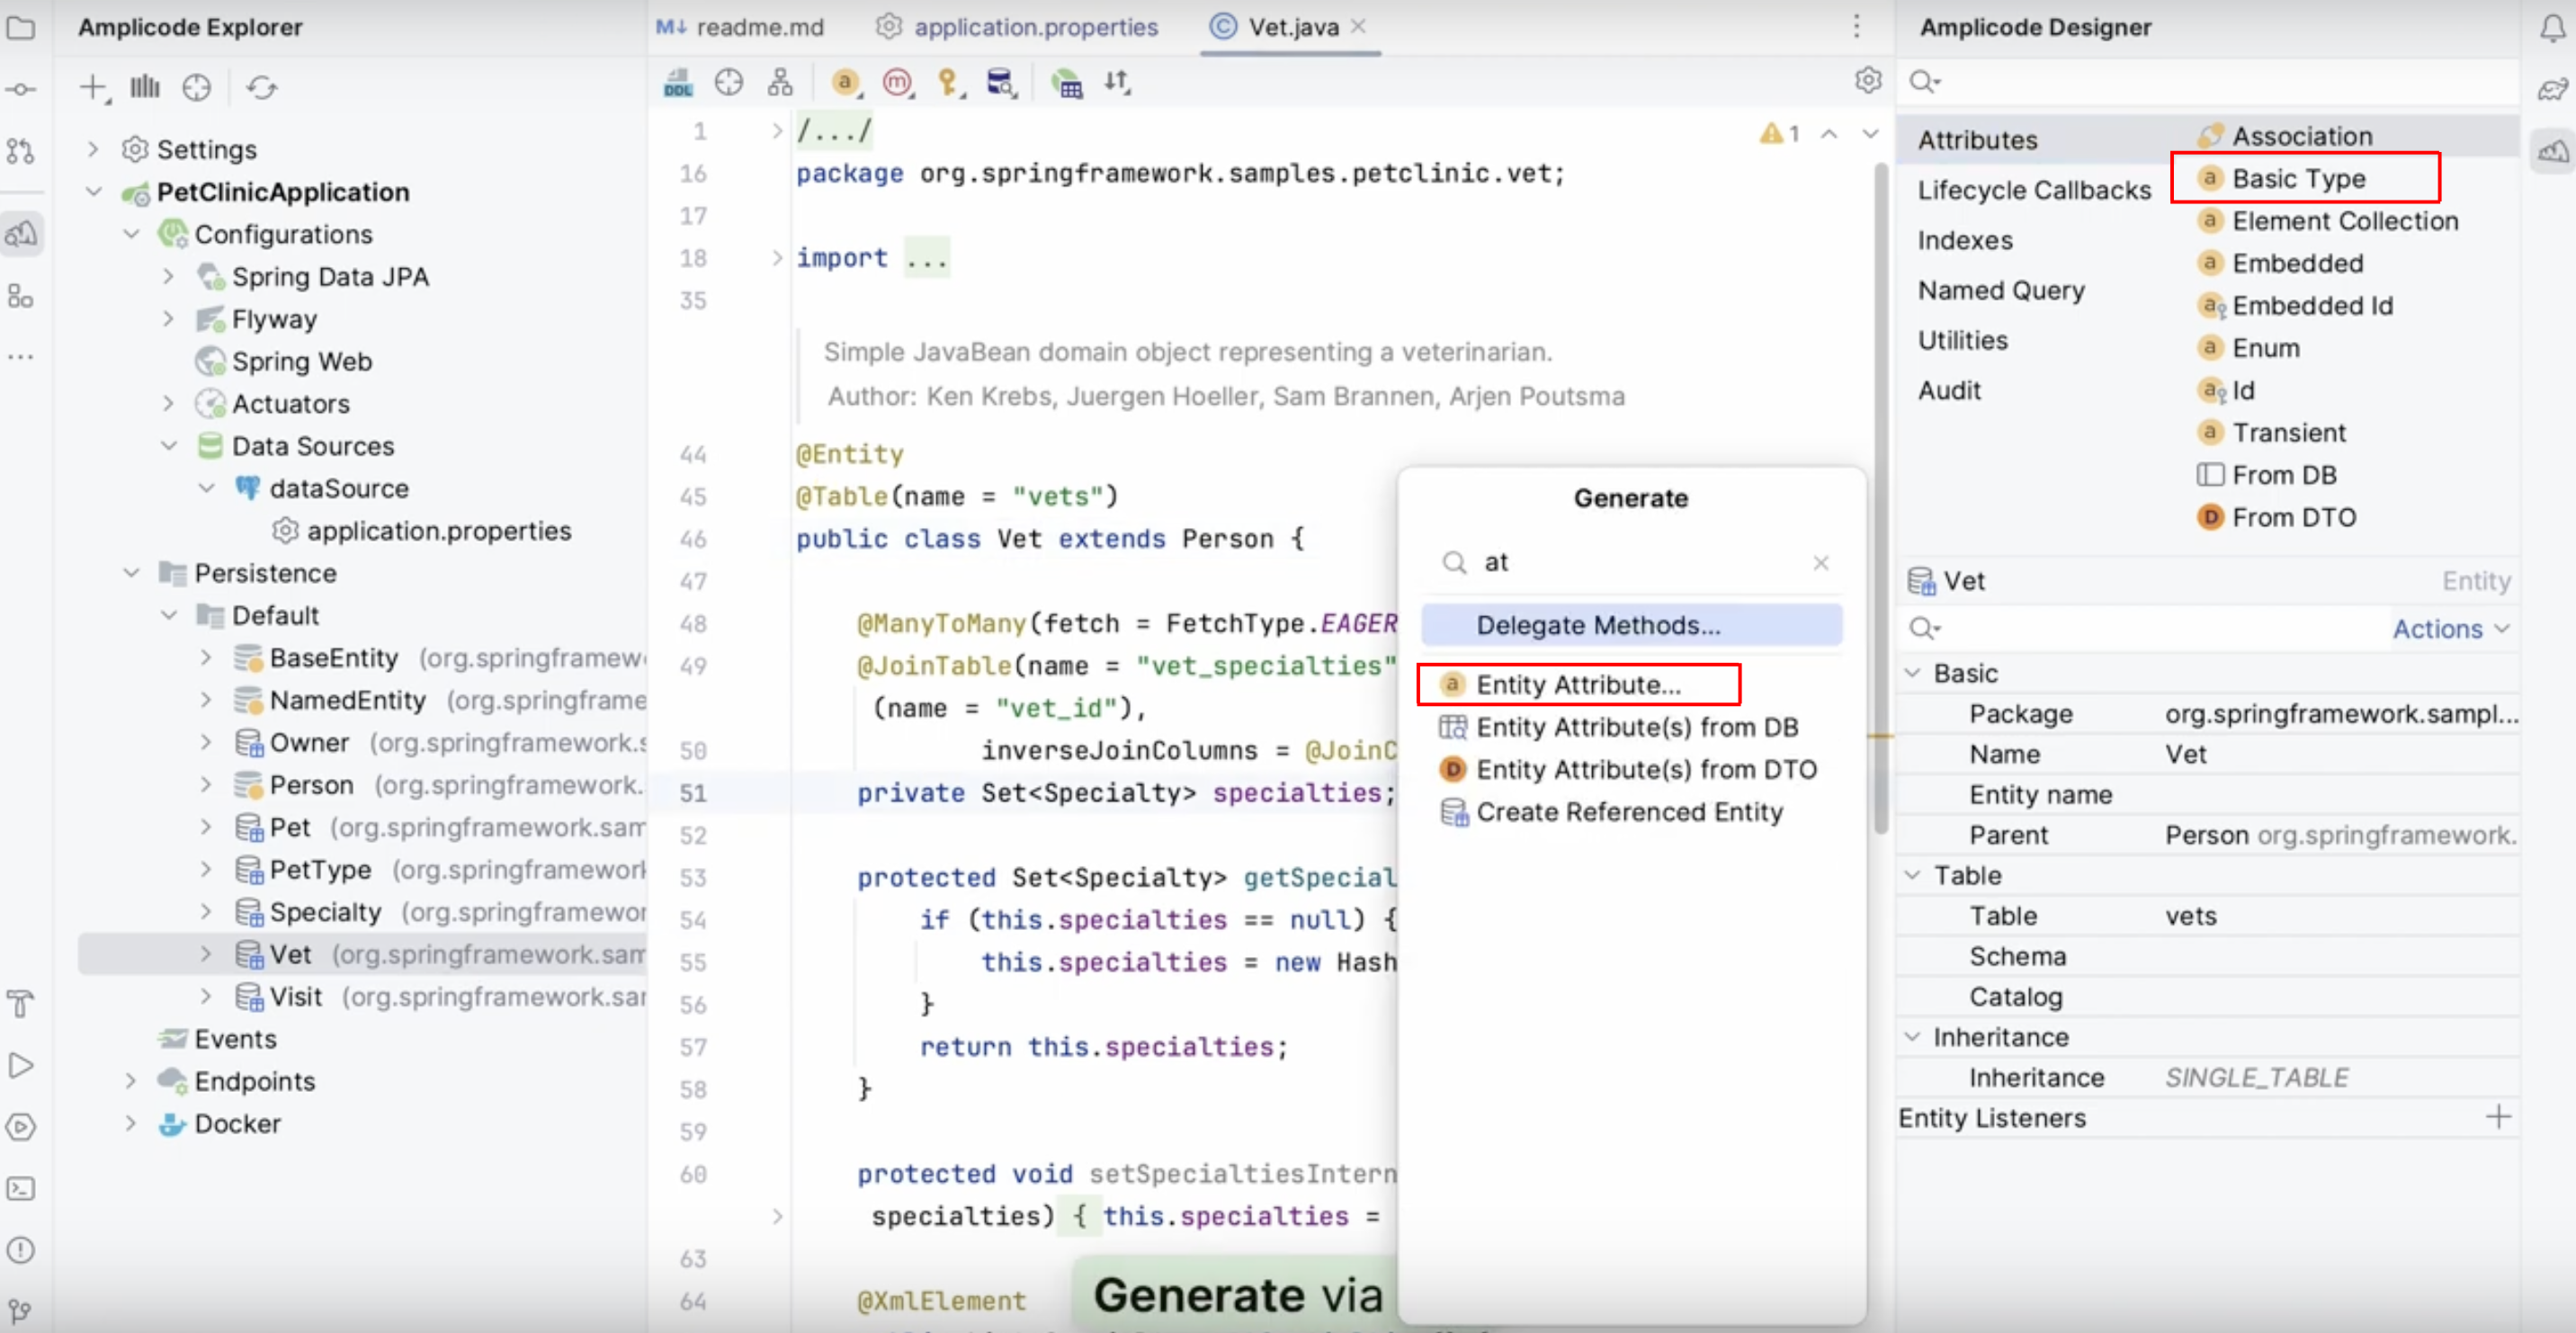 Amplicode Explorer
Settings
PetClinicApplication
Configurations
Spring Data JPA
Flyway
Spring Web
Actuators
Data Sources
dataSource
application.properties
Persistence
Default
BaseEntity (org.springframew
NamedEntity (org.springframe
Owner (org.springframework.s
Person (org.springframework.
Pet (org.springframework.sam
PetType (org.springframework
Specialty (org.springframewor
Vet (org.springframework.sam
Visit (org.springframework.sar
Events
Endpoints
Docker
M↓ readme.md application.properties Vet.java
DDL
1 /.../
16 package org.springframework.samples.petclinic.vet;
17
18 import ...
35
Simple JavaBean domain object representing a veterinarian.
Author: Ken Krebs, Juergen Hoeller, Sam Brannen, Arjen Poutsma
44 @Entity
45 @Table(name = "vets")
46 public class Vet extends Person {
47
48 @ManyToMany(fetch = FetchType.EAGER
49 @JoinTable(name = "vet_specialties"
(name = "vet_id"),
50 inverseJoinColumns = @JoinC
51 private Set<Specialty> specialties;
52
53 protected Set<Specialty> getSpecial
54 if (this.specialties == null) {
55 this.specialties = new Hash
56 }
57 return this.specialties;
58 }
59
60 protected void setSpecialtiesIntern
specialties) { this.specialties =
63
64 @XmlElement
1
Generate via
Generate
at
Delegate Methods...
Entity Attribute...
Entity Attribute(s) from DB
Entity Attribute(s) from DTO
Create Referenced Entity
Amplicode Designer
Attributes
Lifecycle Callbacks
Indexes
Named Query
Utilities
Audit
Association
Basic Type
Element Collection
Embedded
Embedded Id
Enum
Id
Transient
From DB
From DTO
Vet Entity
Actions
Basic
Package org.springframework.sampl...
Name Vet
Entity name
Parent Person org.springframework.
Table
Table vets
Schema
Catalog
Inheritance
Inheritance SINGLE_TABLE
Entity Listeners